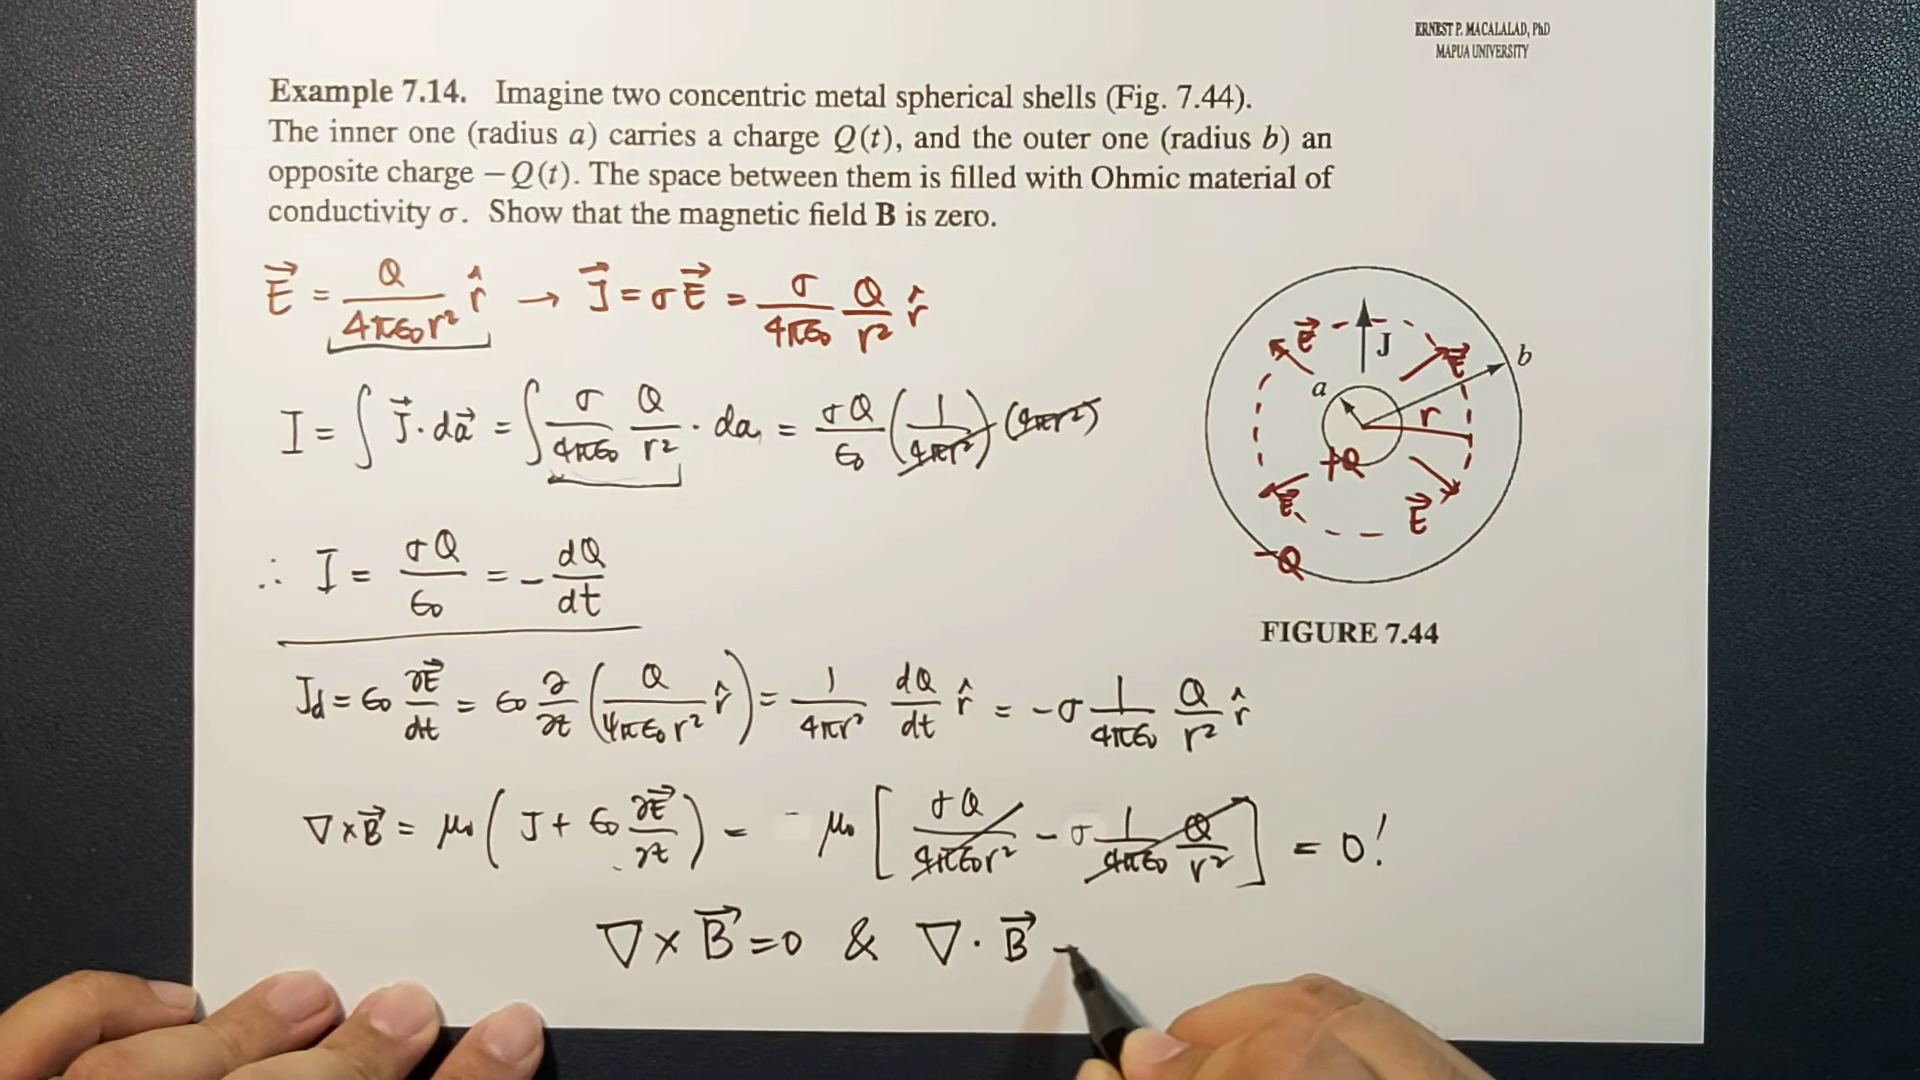 ERNEST P. MACALALAD, PhD
MAPUA UNIVERSITY
Example 7.14. Imagine two concentric metal spherical shells (Fig. 7.44).
The inner one (radius a) carries a charge Q(t), and the outer one (radius b) an
opposite charge −Q(t). The space between them is filled with Ohmic material of
conductivity σ. Show that the magnetic field B is zero.
E⃗ = Q/(4πε₀r²) r̂ → J⃗ = σE⃗ = σ/(4πε₀) Q/r² r̂
I = ∫ J⃗ · da⃗ = ∫ σ/(4πε₀) Q/r² · da = σQ/ε₀ (1/(4πr²)) (4πr²)
∴ I = σQ/ε₀ = − dQ/dt
J_d = ε₀ ∂E⃗/dt = ε₀ ∂/∂t (Q/(4πε₀r²) r̂) = 1/(4πr²) dQ/dt r̂ = −σ 1/(4πε₀) Q/r² r̂
∇×B⃗ = μ₀ (J + ε₀ ∂E⃗/∂t) = μ₀ [σQ/(4πε₀r²) − σ 1/(4πε₀) Q/r²] = 0!
∇×B⃗ = 0 & ∇·B⃗ −
E⃗
J
E⃗
b
a
r
+Q
E⃗
E⃗
−Q
FIGURE 7.44